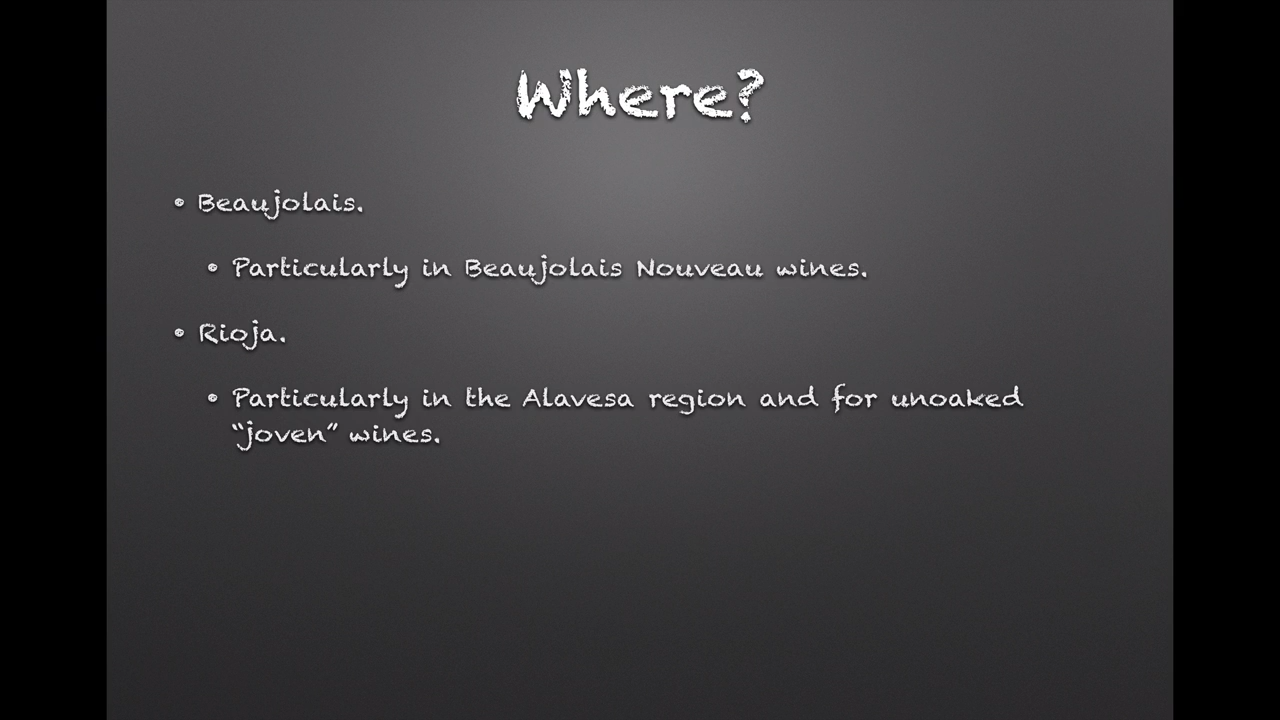 Where?
• Beaujolais.
• Particularly in Beaujolais Nouveau wines.
• Rioja.
• Particularly in the Alavesa region and for unoaked
“joven” wines.